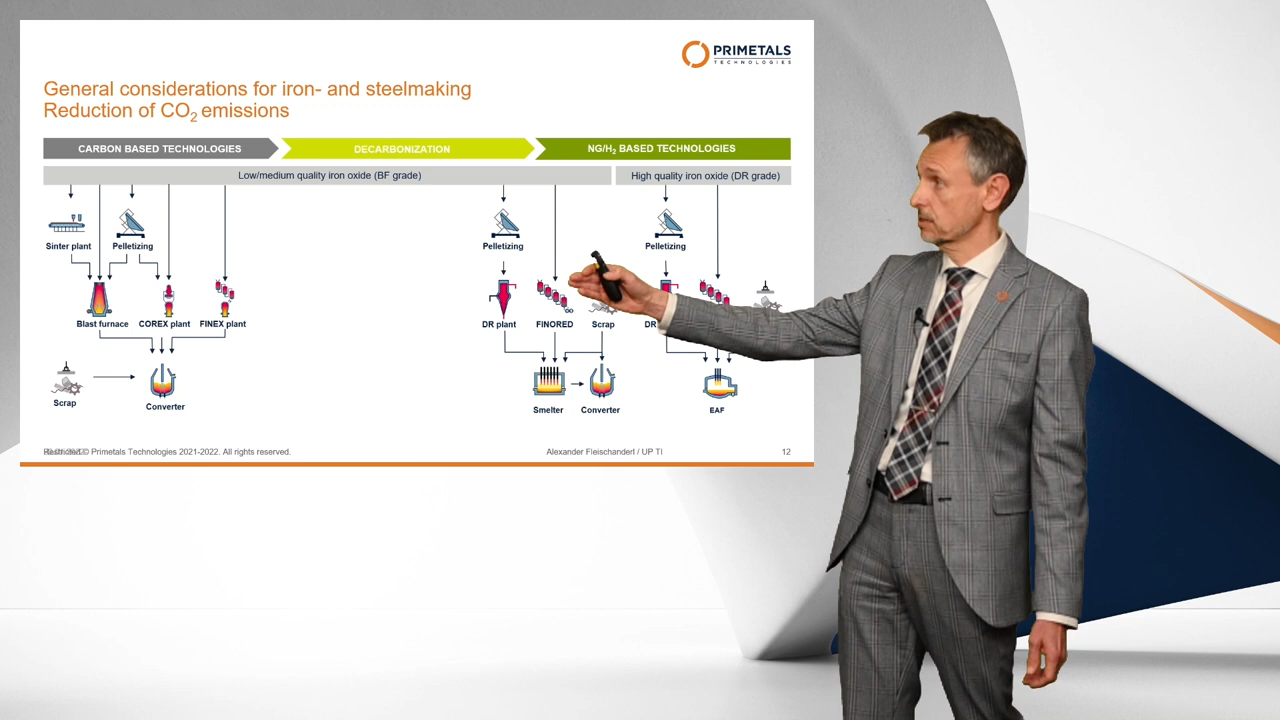 PRIMETALS
TECHNOLOGIES
General considerations for iron- and steelmaking
Reduction of CO2 emissions
CARBON BASED TECHNOLOGIES
DECARBONIZATION
NG/H2 BASED TECHNOLOGIES
Low/medium quality iron oxide (BF grade)
High quality iron oxide (DR grade)
Sinter plant
Pelletizing
Pelletizing
Pelletizing
Blast furnace
COREX plant
FINEX plant
DR plant
FINORED
Scrap
DR
Scrap
Converter
Smelter
Converter
EAF
© Primetals Technologies 2021-2022. All rights reserved.
Alexander Fleischanderl / UP TI
12